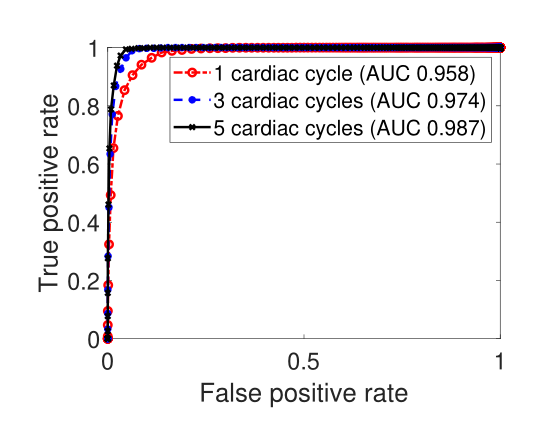 1
0.8
0.6
0.4
0.2
0
0
0.5
1
True positive rate
False positive rate
1 cardiac cycle (AUC 0.958)
3 cardiac cycles (AUC 0.974)
5 cardiac cycles (AUC 0.987)